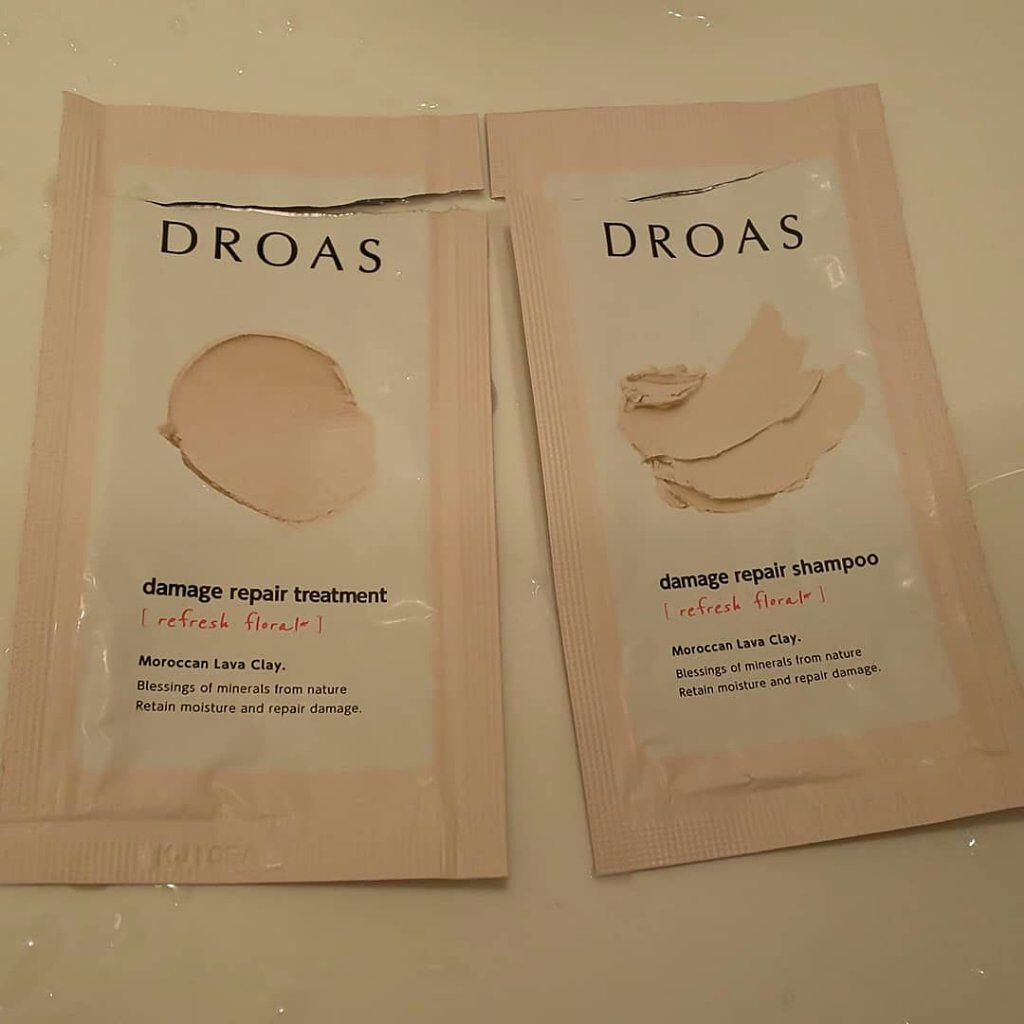 DROAS
damage repair treatment
[ refresh floral ]
Moroccan Lava Clay.
Blessings of minerals from nature
Retain moisture and repair damage.
DROAS
damage repair shampoo
[ refresh floral ]
Moroccan Lava Clay.
Blessings of minerals from nature
Retain moisture and repair damage.